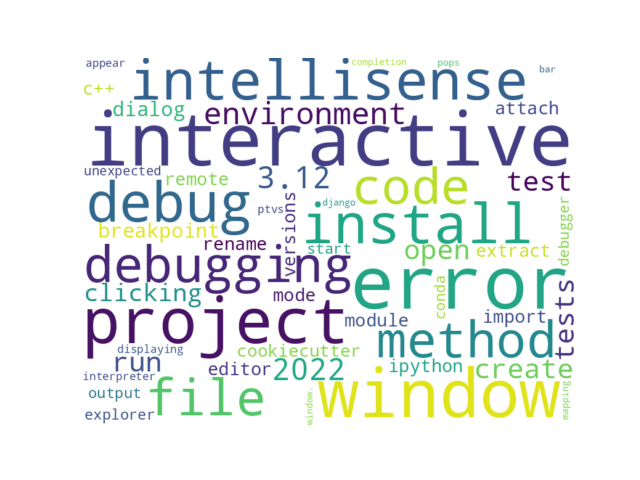 appear
completion
pops
bar
intellisense
c++
dialog
environment
attach
interactive
unexpected
remote
3.12
code
test
debug
ptvs
versions
django
install
debugger
breakpoint
rename
start
open
extract
debugging
clicking
mode
error
conda
tests
project
module
import
method
displaying
cookiecutter
run
editor
2022
ipython
create
interpreter
output
file
window
window.
mapping
explorer